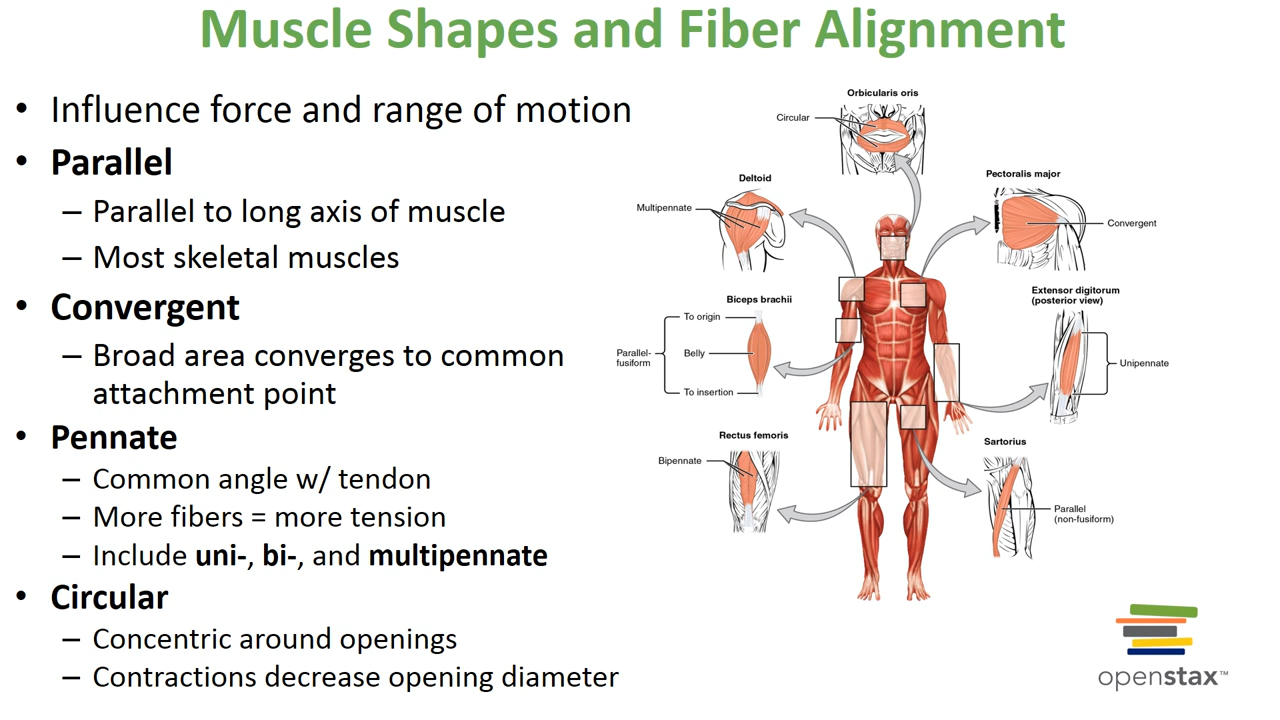 Muscle Shapes and Fiber Alignment
• Influence force and range of motion
• Parallel
– Parallel to long axis of muscle
– Most skeletal muscles
• Convergent
– Broad area converges to common
attachment point
• Pennate
– Common angle w/ tendon
– More fibers = more tension
– Include uni-, bi-, and multipennate
• Circular
– Concentric around openings
– Contractions decrease opening diameter
Orbicularis oris
Circular
Deltoid
Multipennate
Pectoralis major
Convergent
Biceps brachii
To origin
Parallel-
fusiform
Belly
To insertion
Extensor digitorum
(posterior view)
Unipennate
Rectus femoris
Bipennate
Sartorius
Parallel
(non-fusiform)
openstax™